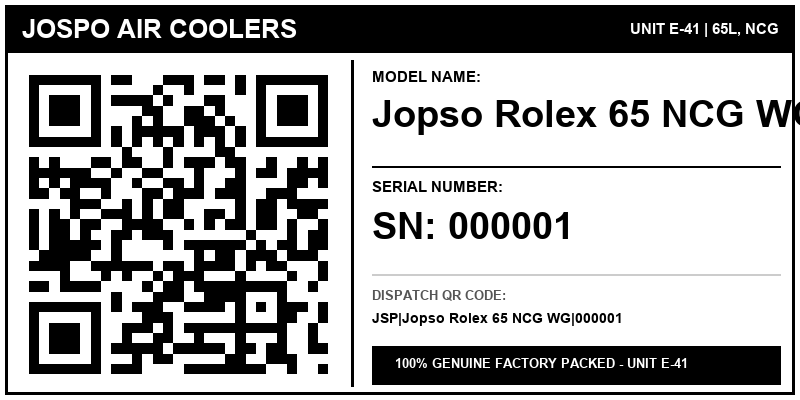 JOSPO AIR COOLERS
UNIT E-41 | 65L, NCG
MODEL NAME:
Jopso Rolex 65 NCG WG
SERIAL NUMBER:
SN: 000001
DISPATCH QR CODE:
JSP|Jopso Rolex 65 NCG WG|000001
100% GENUINE FACTORY PACKED - UNIT E-41